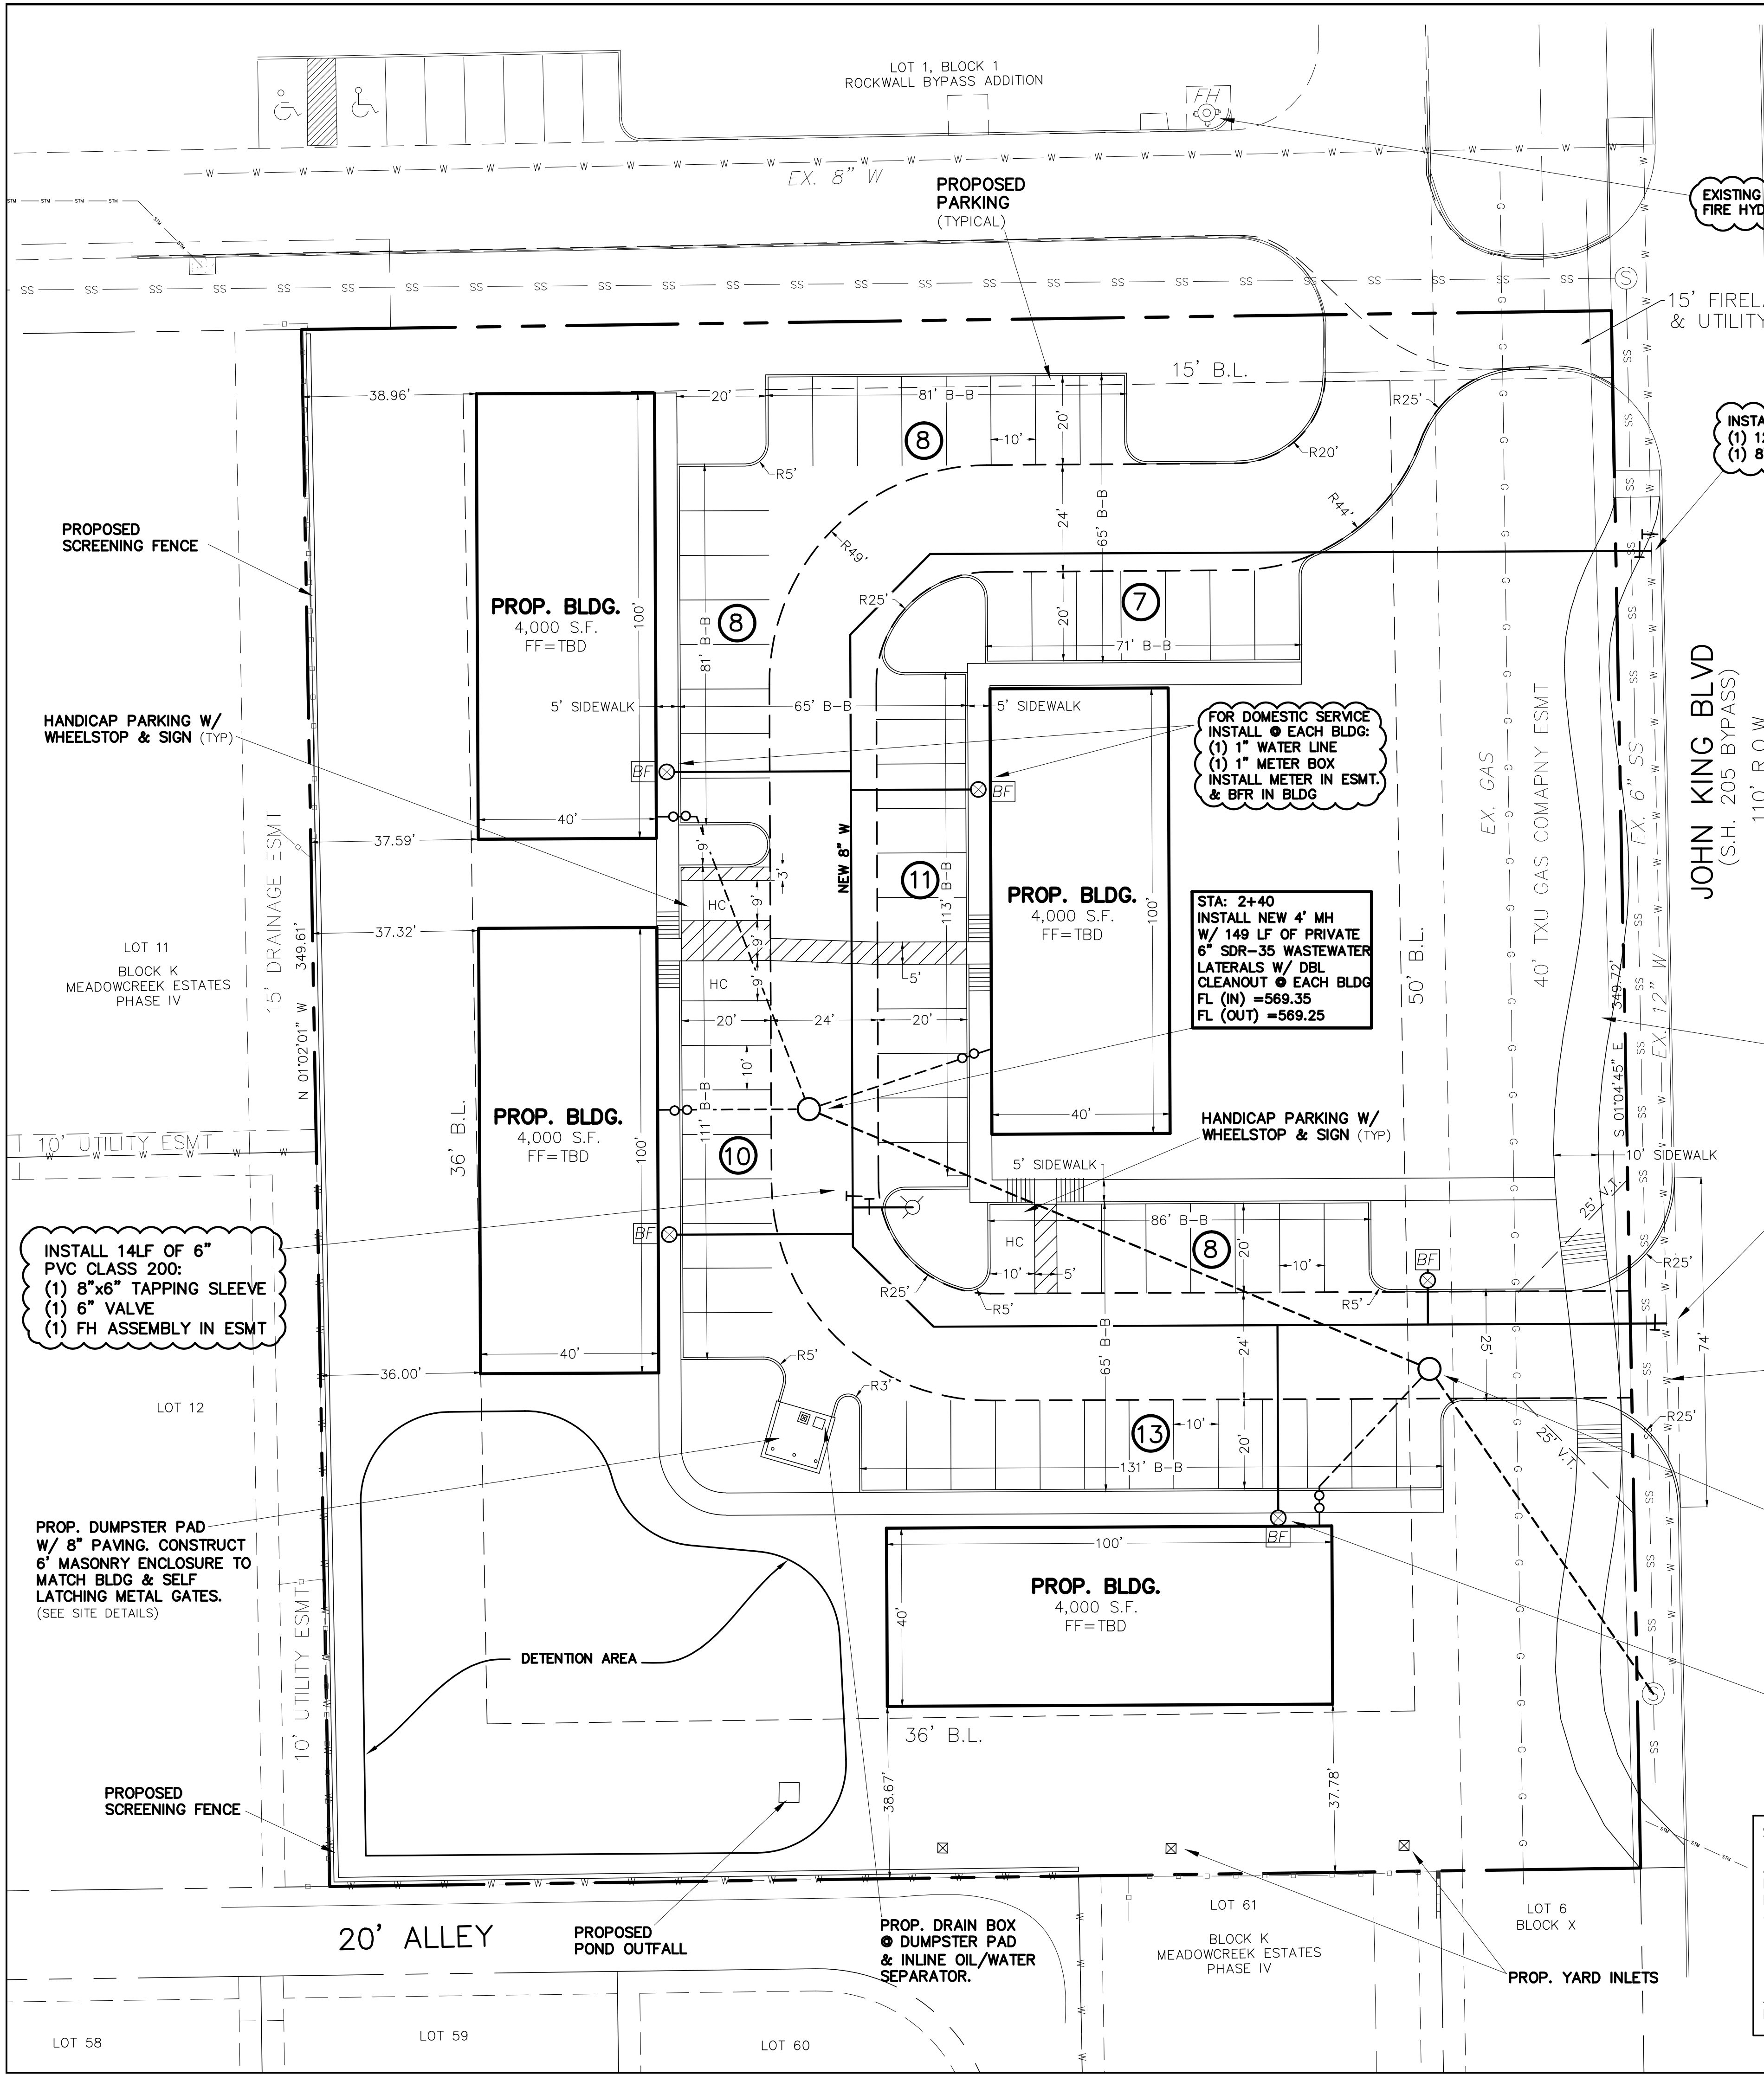 LOT 1, BLOCK 1
ROCKWALL BYPASS ADDITION
FH
EX. 8" W
PROPOSED
PARKING
(TYPICAL)
EXISTING
S
15' B.L.
38.96'
20'
81' B-B
20'
R25'
8
10'
R20'
R5'
R44'
24'
65' B-B
R49'
PROPOSED
SCREENING FENCE
PROP. BLDG.
4,000 S.F.
FF=TBD
100'
8
81' B-B
R25'
7
20'
71' B-B
5' SIDEWALK
65' B-B
5' SIDEWALK
HANDICAP PARKING W/
WHEELSTOP & SIGN (TYP)
FOR DOMESTIC SERVICE
INSTALL @ EACH BLDG:
(1) 1" WATER LINE
(1) 1" METER BOX
INSTALL METER IN ESMT.
& BFR IN BLDG
JOHN KING BLVD
(S.H. 205 BYPASS)
110' R.O.W.
BF
BF
40'
37.59'
9'
3'
NEW 8" W
EX. GAS
40' TXU GAS COMAPNY ESMT
EX. 6" SS
EX. 12" W
11
113' B-B
PROP. BLDG.
4,000 S.F.
FF=TBD
100'
STA: 2+40
INSTALL NEW 4' MH
W/ 149 LF OF PRIVATE
6" SDR-35 WASTEWATER
LATERALS W/ DBL
CLEANOUT @ EACH BLDG
FL (IN) =569.35
FL (OUT) =569.25
HC
9'
9'
9'
HC
5'
37.32'
LOT 11
BLOCK K
MEADOWCREEK ESTATES
PHASE IV
15' DRAINAGE ESMT
349.61'
N 01°02'01" W
50' B.L.
349.72'
S 01°04'45" E
20'
24'
20'
10'
111' B-B
PROP. BLDG.
4,000 S.F.
FF=TBD
100'
36' B.L.
10' UTILITY ESMT
10
40'
HANDICAP PARKING W/
WHEELSTOP & SIGN (TYP)
5' SIDEWALK
10' SIDEWALK
25' V.T.
86' B-B
8
20'
HC
10'
5'
10'
BF
BF
R25'
R25'
R5'
R5'
INSTALL 14LF OF 6"
PVC CLASS 200:
(1) 8"x6" TAPPING SLEEVE
(1) 6" VALVE
(1) FH ASSEMBLY IN ESMT
40'
36.00'
R5'
R3'
65' B-B
24'
25'
74'
LOT 12
13
10'
20'
131' B-B
R25'
25' V.T.
PROP. DUMPSTER PAD
W/ 8" PAVING. CONSTRUCT
6' MASONRY ENCLOSURE TO
MATCH BLDG & SELF
LATCHING METAL GATES.
(SEE SITE DETAILS)
10' UTILITY ESMT
BF
100'
PROP. BLDG.
4,000 S.F.
FF=TBD
40'
DETENTION AREA
36' B.L.
38.67'
37.78'
PROPOSED
SCREENING FENCE
20' ALLEY
PROPOSED
POND OUTFALL
PROP. DRAIN BOX
@ DUMPSTER PAD
& INLINE OIL/WATER
SEPARATOR.
LOT 61
BLOCK K
MEADOWCREEK ESTATES
PHASE IV
LOT 6
BLOCK X
PROP. YARD INLETS
LOT 58
LOT 59
LOT 60